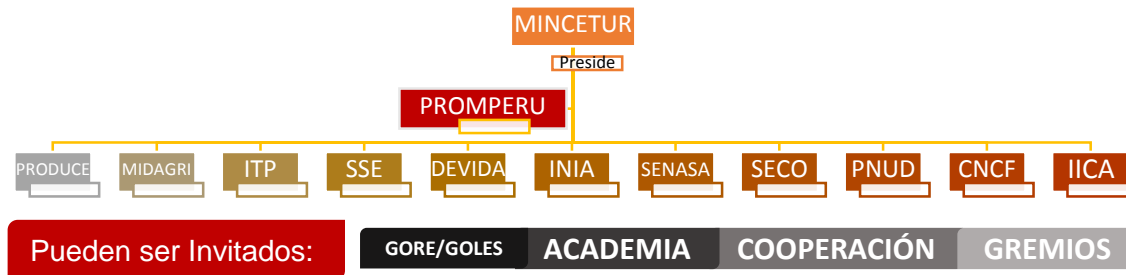 MINCETUR
Preside
PROMPERU
PRODUCE MIDAGRI ITP SSE DEVIDA INIA SENASA SECO PNUD CNCF IICA
Pueden ser Invitados: GORE/GOLES ACADEMIA COOPERACIÓN GREMIOS